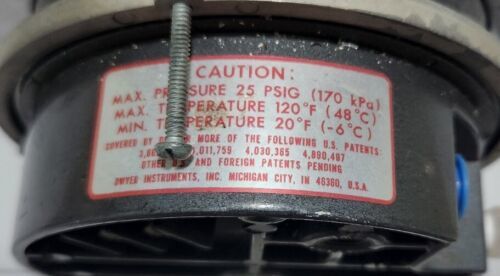 CAUTION:
MAX. PRESSURE 25 PSIG (170 kPa)
MAX. TEMPERATURE 120°F (48°C)
MIN. TEMPERATURE 20°F (-6°C)
COVERED BY MORE OF THE FOLLOWING U.S. PATENTS:
4,030,365 4,890,497
OTHER AND FOREIGN PATENTS PENDING
DWYER INSTRUMENTS, INC. MICHIGAN CITY, IN 46360, U.S.A.